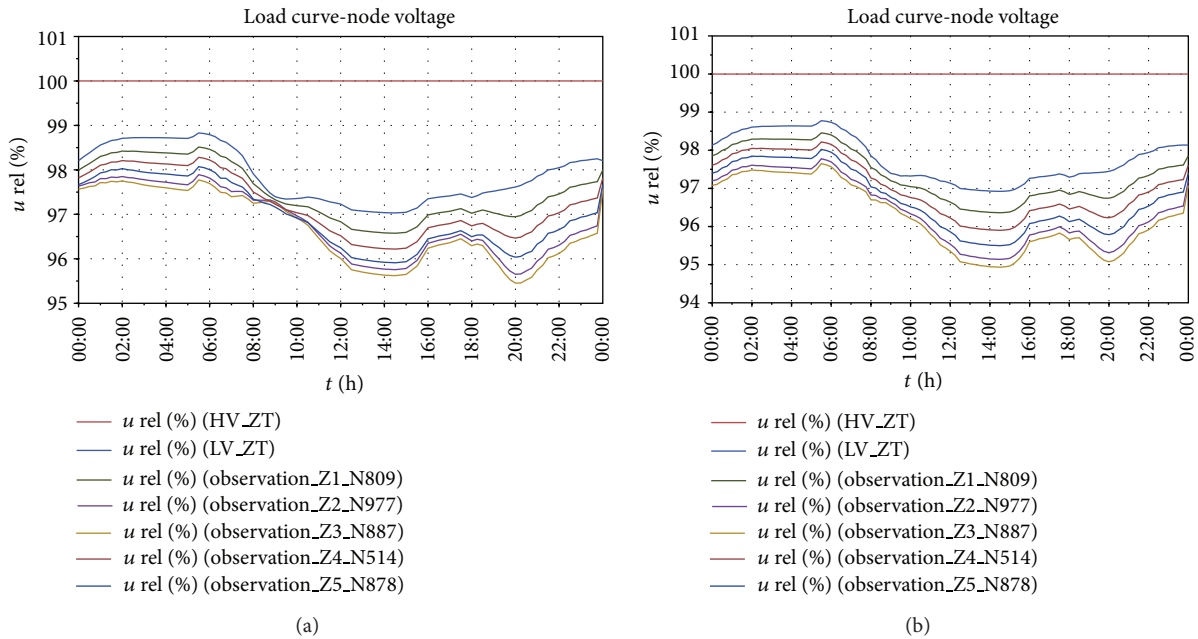 Load curve-node voltage
101
100
99
98
97
96
95
u rel (%)
00:00
02:00
04:00
06:00
08:00
10:00
12:00
14:00
16:00
18:00
20:00
22:00
00:00
t (h)
u rel (%) (HV_ZT)
u rel (%) (LV_ZT)
u rel (%) (observation_Z1_N809)
u rel (%) (observation_Z2_N977)
u rel (%) (observation_Z3_N887)
u rel (%) (observation_Z4_N514)
u rel (%) (observation_Z5_N878)
(a)
Load curve-node voltage
101
100
99
98
97
96
95
94
u rel (%)
00:00
02:00
04:00
06:00
08:00
10:00
12:00
14:00
16:00
18:00
20:00
22:00
00:00
t (h)
u rel (%) (HV_ZT)
u rel (%) (LV_ZT)
u rel (%) (observation_Z1_N809)
u rel (%) (observation_Z2_N977)
u rel (%) (observation_Z3_N887)
u rel (%) (observation_Z4_N514)
u rel (%) (observation_Z5_N878)
(b)